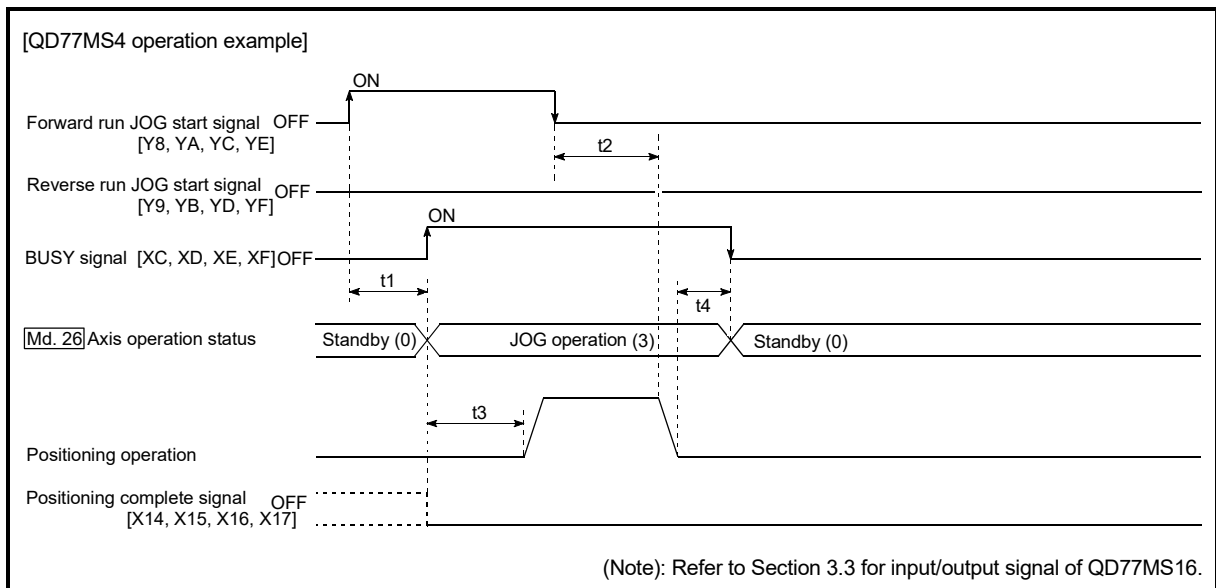 [QD77MS4 operation example]
ON
Forward run JOG start signal OFF
[Y8, YA, YC, YE]
t2
Reverse run JOG start signal OFF
[Y9, YB, YD, YF]
ON
BUSY signal [XC, XD, XE, XF]OFF
t1
t4
Md. 26 Axis operation status
Standby (0)
JOG operation (3)
Standby (0)
t3
Positioning operation
Positioning complete signal OFF
[X14, X15, X16, X17]
(Note): Refer to Section 3.3 for input/output signal of QD77MS16.